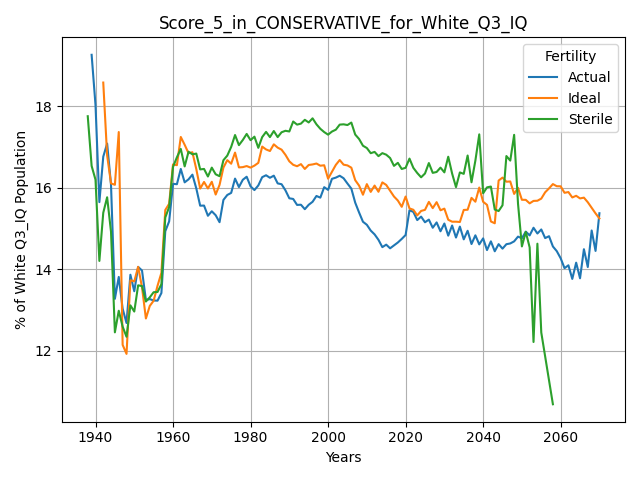 Score_5_in_CONSERVATIVE_for_White_Q3_IQ
Fertility
Actual
Ideal
Sterile
% of White Q3_IQ Population
18
16
14
12
1940 1960 1980 2000 2020 2040 2060
Years